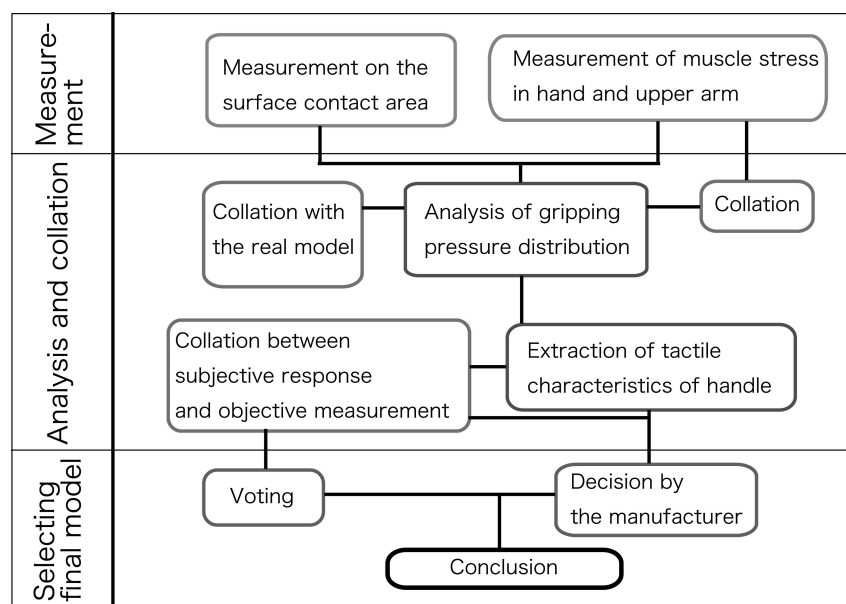 Measure-
ment
Measurement on the
surface contact area
Measurement of muscle stress
in hand and upper arm
Analysis and collation
Collation with
the real model
Analysis of gripping
pressure distribution
Collation
Collation between
subjective response
and objective measurement
Extraction of tactile
characteristics of handle
Selecting
final model
Voting
Decision by
the manufacturer
Conclusion